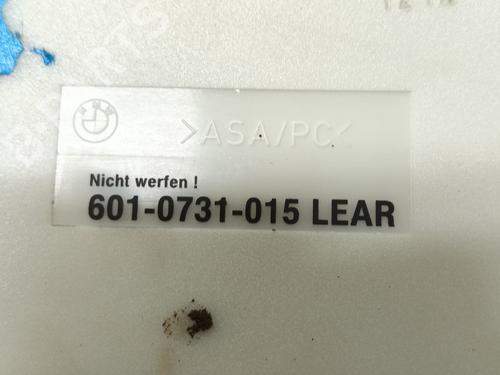 >ASA/PC<
Nicht werfen !
601-0731-015 LEAR